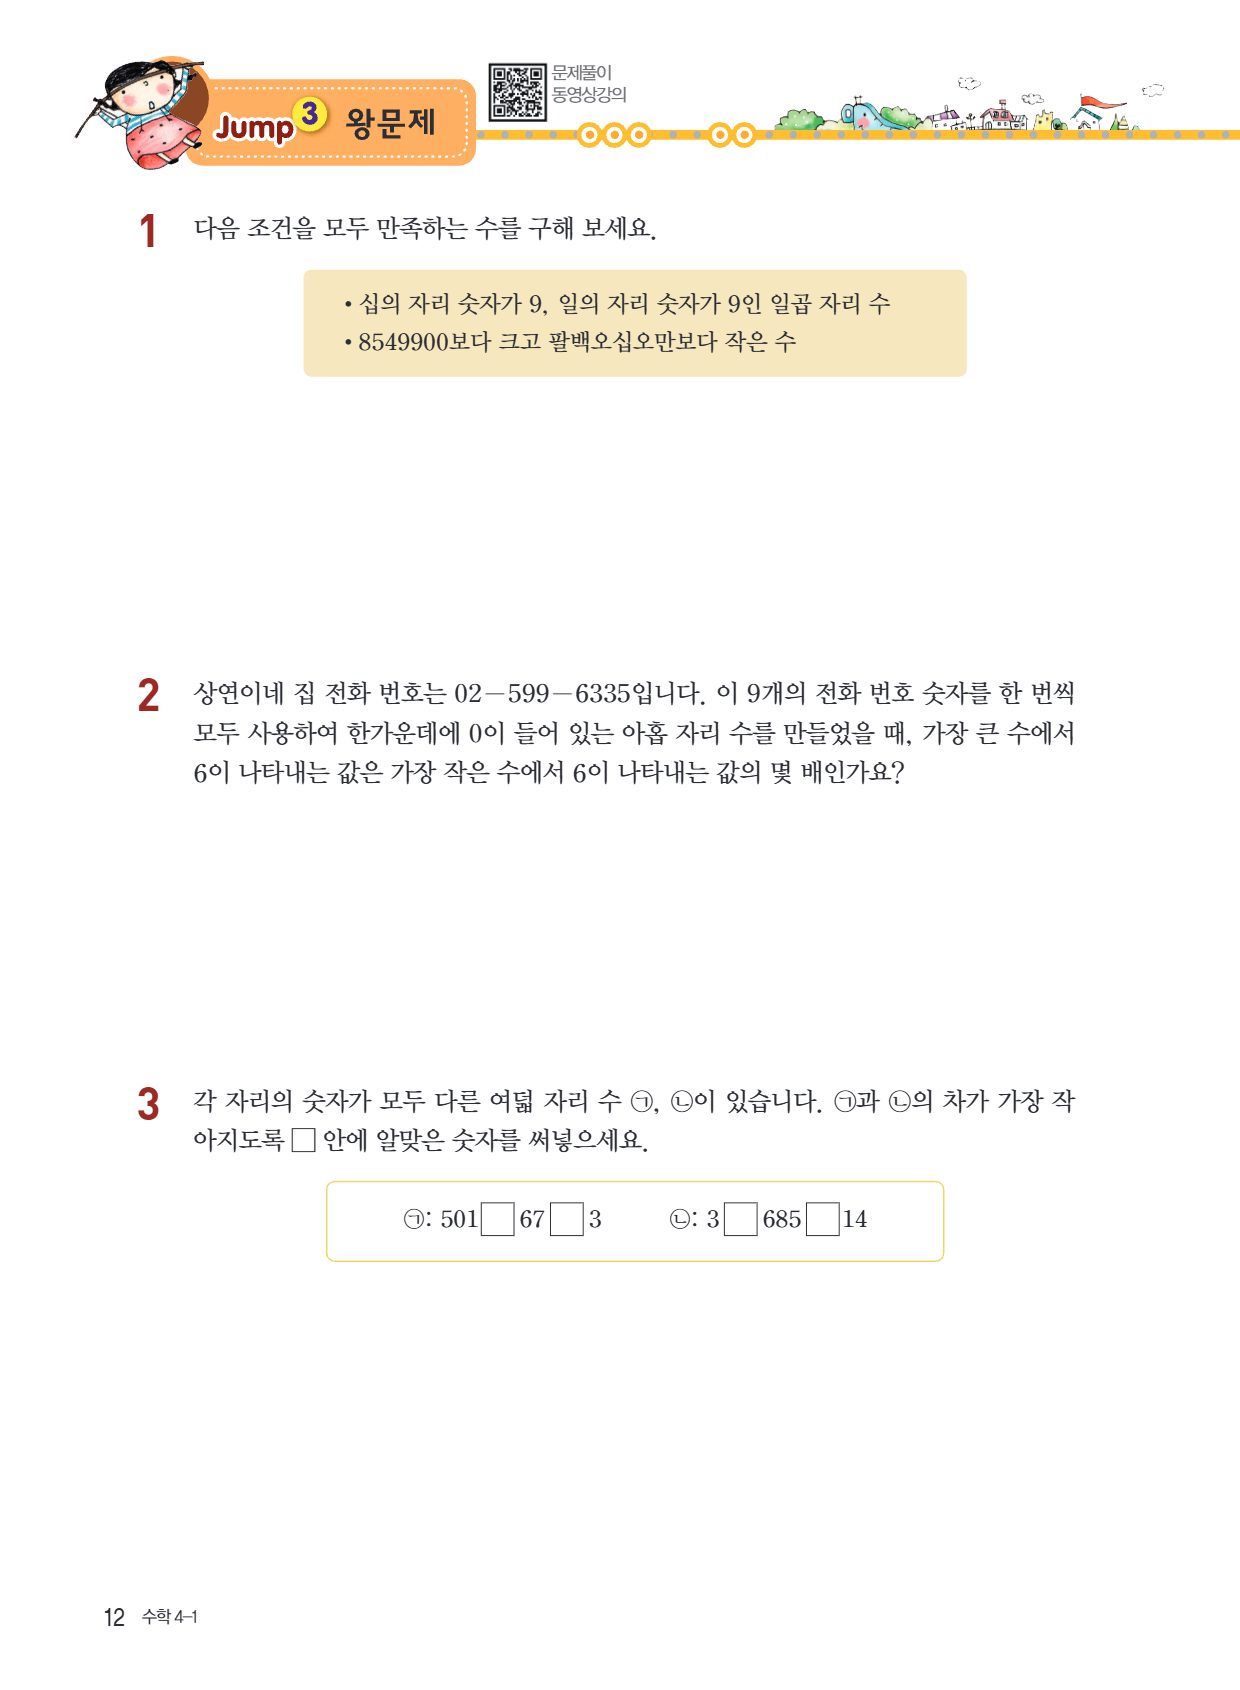 Jump 3 왕문제
문제풀이
동영상강의
1 다음 조건을 모두 만족하는 수를 구해 보세요.
• 십의 자리 숫자가 9, 일의 자리 숫자가 9인 일곱 자리 수
• 8549900보다 크고 팔백오십오만보다 작은 수
2 상연이네 집 전화 번호는 02-599-6335입니다. 이 9개의 전화 번호 숫자를 한 번씩
모두 사용하여 한가운데에 0이 들어 있는 아홉 자리 수를 만들었을 때, 가장 큰 수에서
6이 나타내는 값은 가장 작은 수에서 6이 나타내는 값의 몇 배인가요?
3 각 자리의 숫자가 모두 다른 여덟 자리 수 ㉠, ㉡이 있습니다. ㉠과 ㉡의 차가 가장 작
아지도록 □ 안에 알맞은 숫자를 써넣으세요.
㉠: 501□67□3 ㉡: 3□685□14
12 수학 4-1